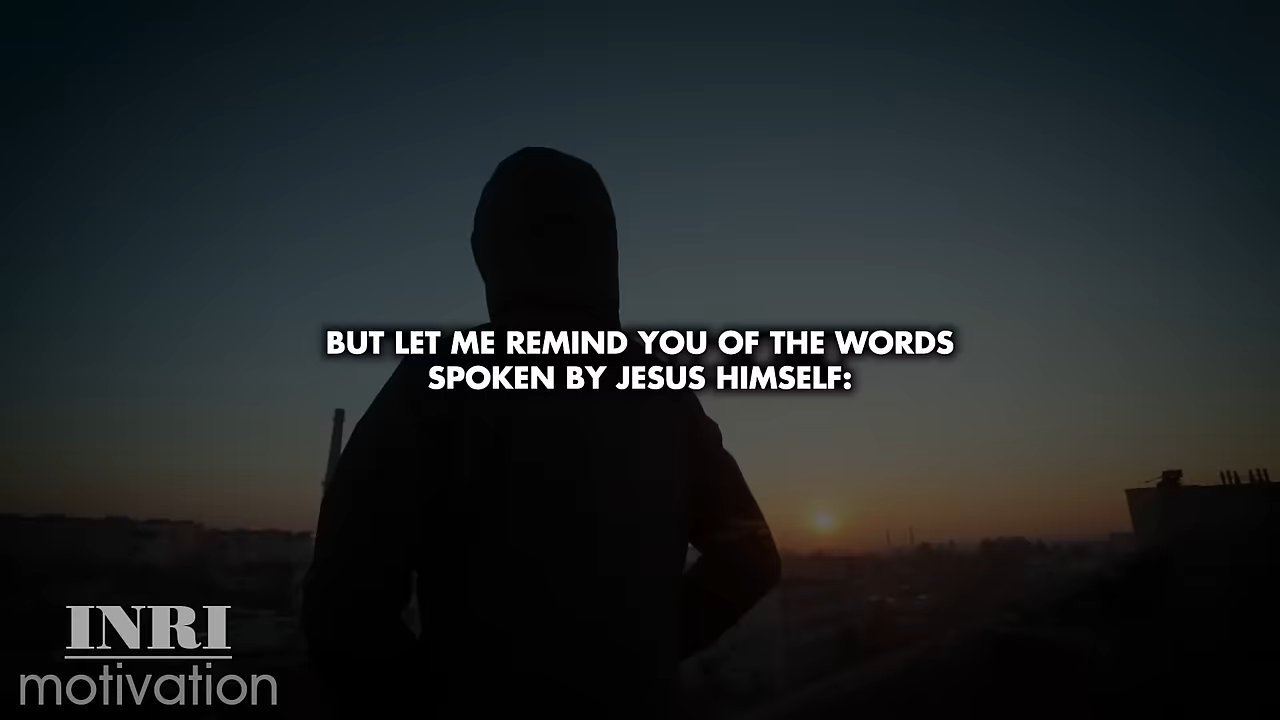 BUT LET ME REMIND YOU OF THE WORDS
SPOKEN BY JESUS HIMSELF:
INRI
motivation